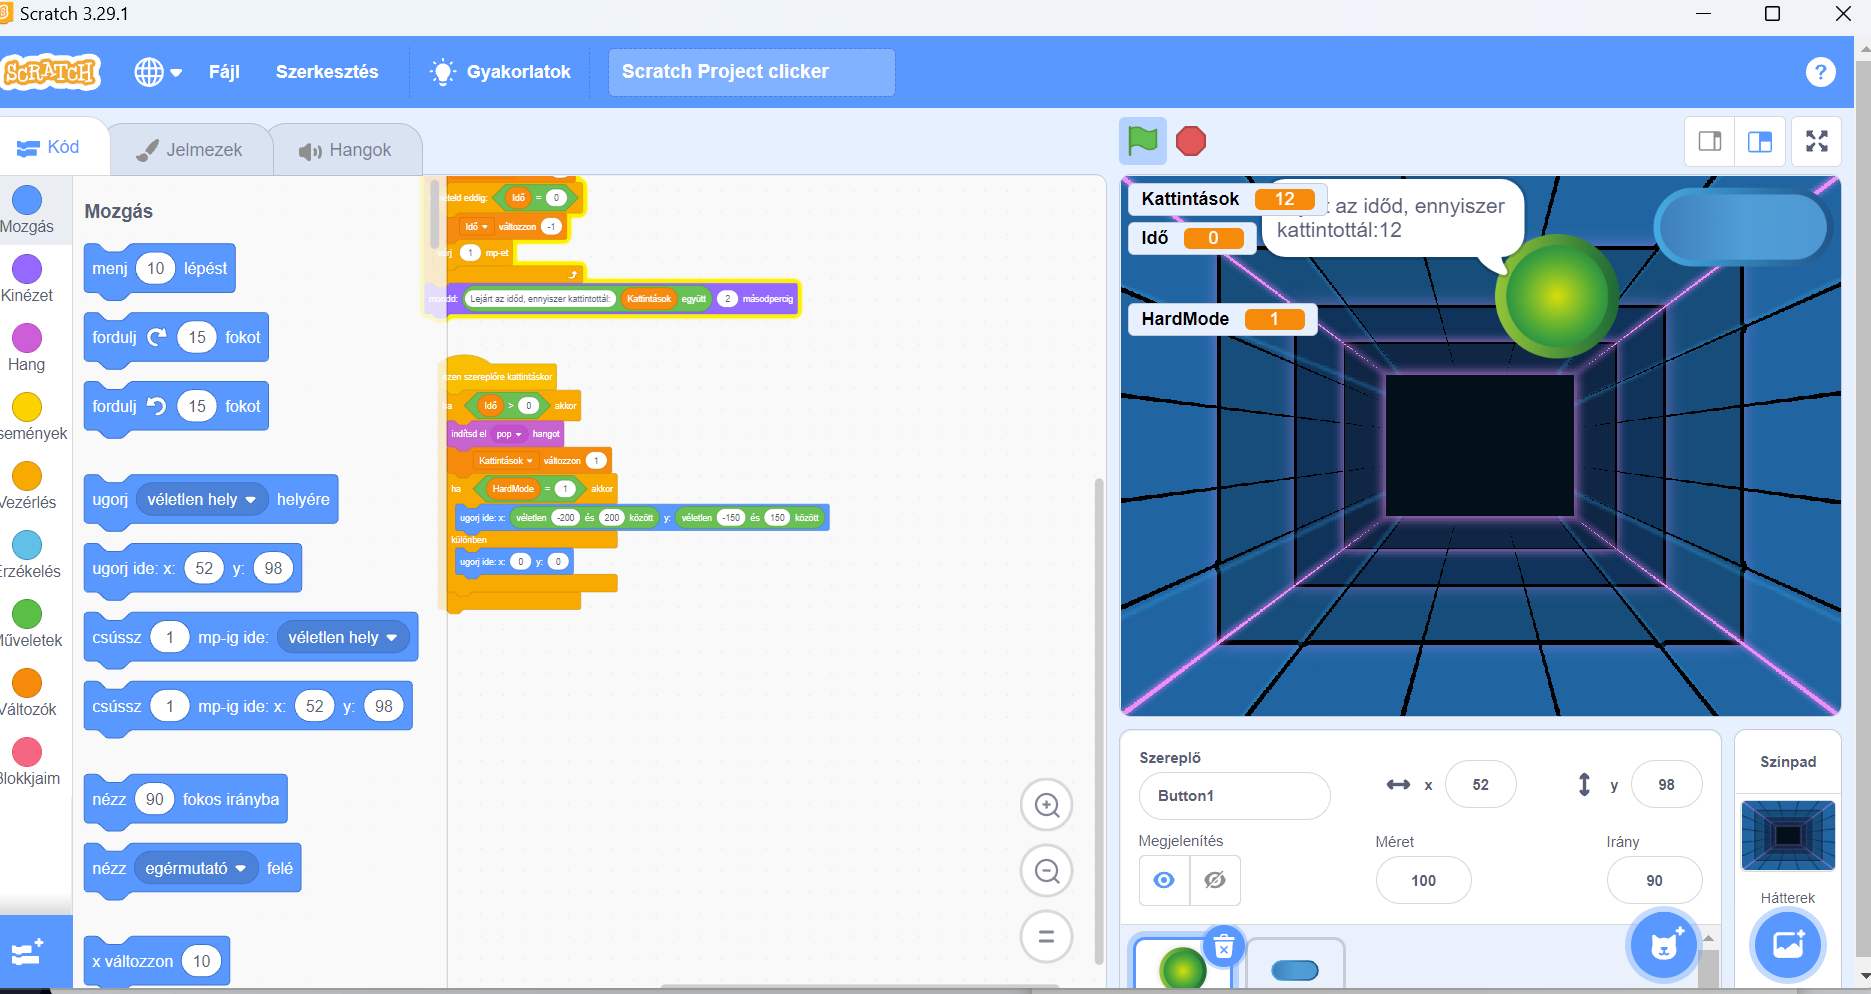 Scratch 3.29.1
SCRATCH
Fájl
Szerkesztés
Gyakorlatok
Scratch Project clicker
?
Kód
Jelmezek
Hangok
Mozgás
Kinézet
Hang
semények
Vezérlés
Érzékelés
Műveletek
Változók
Blokkjaim
Mozgás
menj 10 lépést
fordulj 15 fokot
fordulj 15 fokot
ugorj véletlen hely helyére
ugorj ide: x: 52 y: 98
csússz 1 mp-ig ide: véletlen hely
csússz 1 mp-ig ide: x: 52 y: 98
nézz 90 fokos irányba
nézz egérmutató felé
x változzon 10
eteld eddig: Idő = 0
Idő változzon -1
1 mp-et
mondd: Lejárt az időd, ennyiszer kattintottál: Kattintások együtt 2 másodpercig
ezen szereplőre kattintáskor
ha Idő > 0 akkor
indítsd el pop hangot
Kattintások változzon 1
ha HardMode = 1 akkor
ugorj ide: x: véletlen -200 és 200 között y: véletlen -150 és 150 között
különben
ugorj ide: x: 0 y: 0
Kattintások 12
Idő 0
HardMode 1
t az időd, ennyiszer
kattintottál:12
Szereplő
Button1
x 52
y 98
Megjelenítés
Méret
100
Irány
90
Színpad
Hátterek